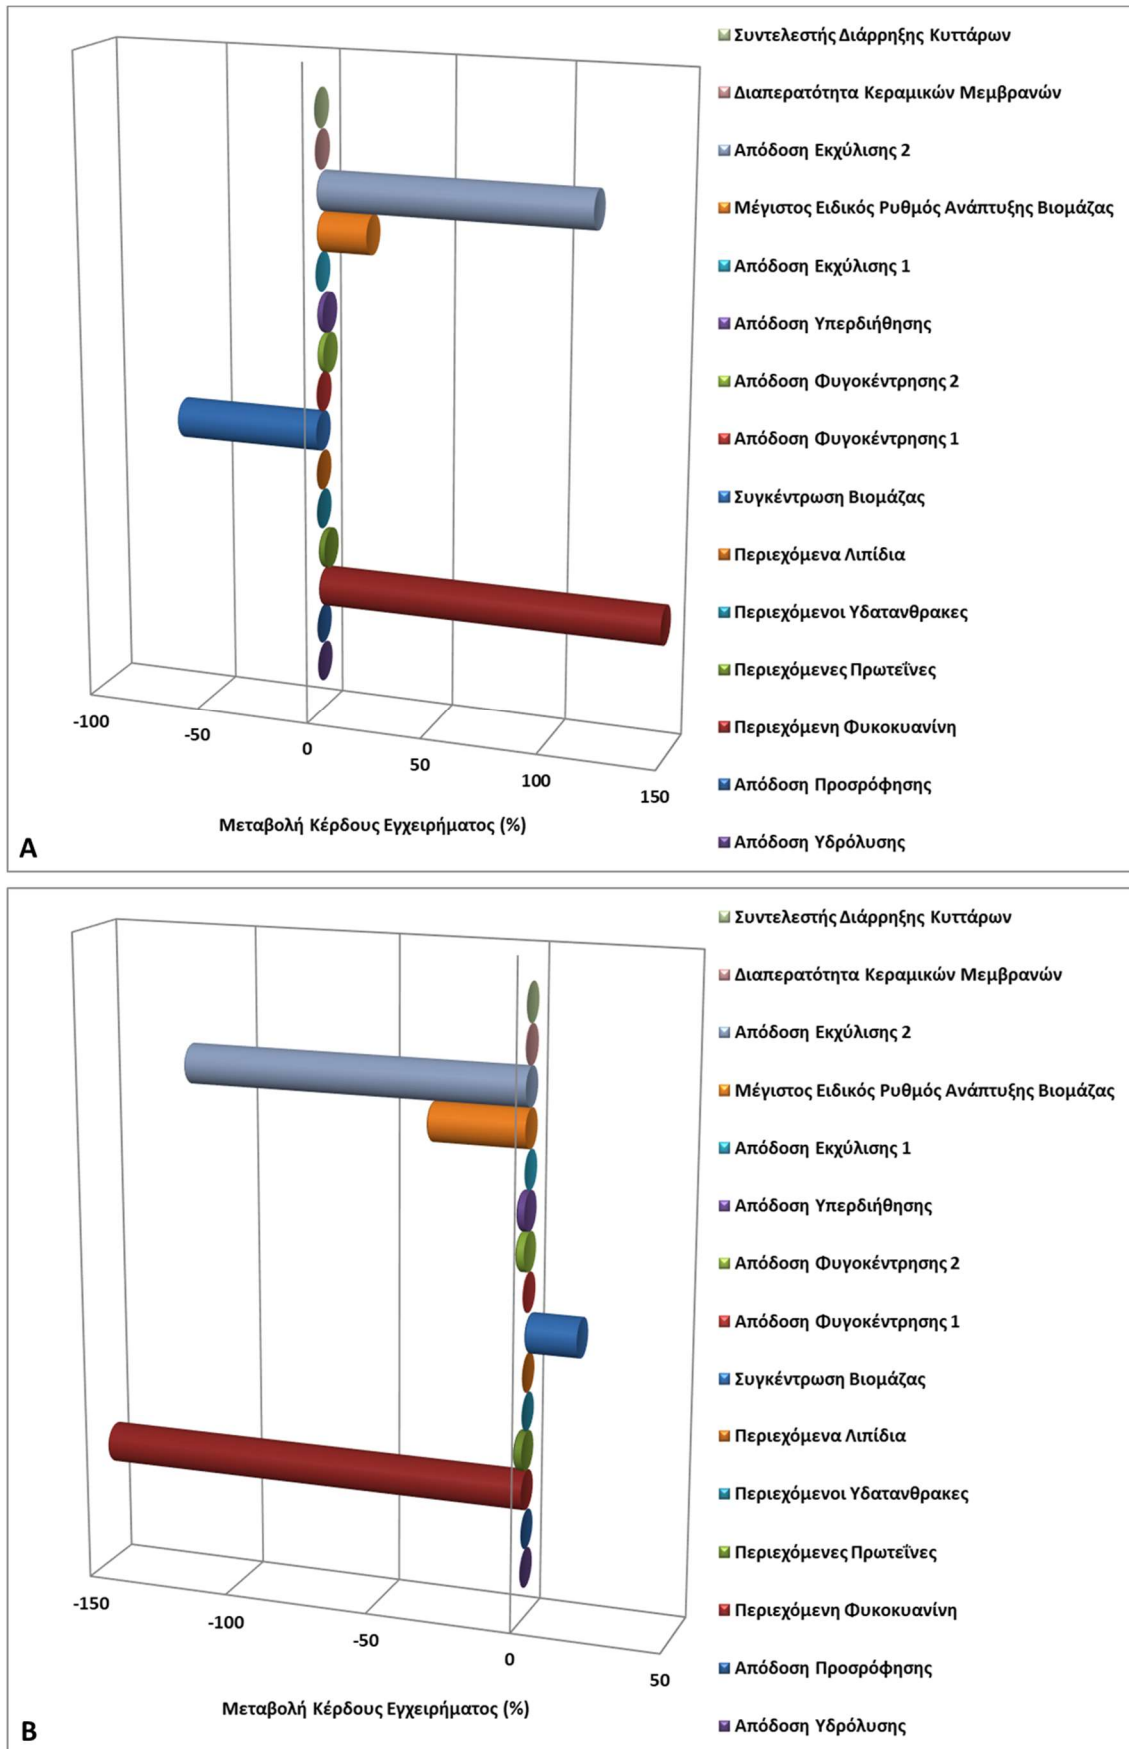 Συντελεστής Διάρρηξης Κυττάρων
Διαπερατότητα Κεραμικών Μεμβρανών
Απόδοση Εκχύλισης 2
Μέγιστος Ειδικός Ρυθμός Ανάπτυξης Βιομάζας
Απόδοση Εκχύλισης 1
Απόδοση Υπερδιήθησης
Απόδοση Φυγοκέντρησης 2
Απόδοση Φυγοκέντρησης 1
Συγκέντρωση Βιομάζας
Περιεχόμενα Λιπίδια
Περιεχόμενοι Υδατανθρακες
Περιεχόμενες Πρωτεΐνες
Περιεχόμενη Φυκοκυανίνη
Απόδοση Προσρόφησης
Απόδοση Υδρόλυσης
-100
-50
0
50
100
150
Μεταβολή Κέρδους Εγχειρήματος (%)
A
Συντελεστής Διάρρηξης Κυττάρων
Διαπερατότητα Κεραμικών Μεμβρανών
Απόδοση Εκχύλισης 2
Μέγιστος Ειδικός Ρυθμός Ανάπτυξης Βιομάζας
Απόδοση Εκχύλισης 1
Απόδοση Υπερδιήθησης
Απόδοση Φυγοκέντρησης 2
Απόδοση Φυγοκέντρησης 1
Συγκέντρωση Βιομάζας
Περιεχόμενα Λιπίδια
Περιεχόμενοι Υδατανθρακες
Περιεχόμενες Πρωτεΐνες
Περιεχόμενη Φυκοκυανίνη
Απόδοση Προσρόφησης
Απόδοση Υδρόλυσης
-150
-100
-50
0
50
Μεταβολή Κέρδους Εγχειρήματος (%)
B